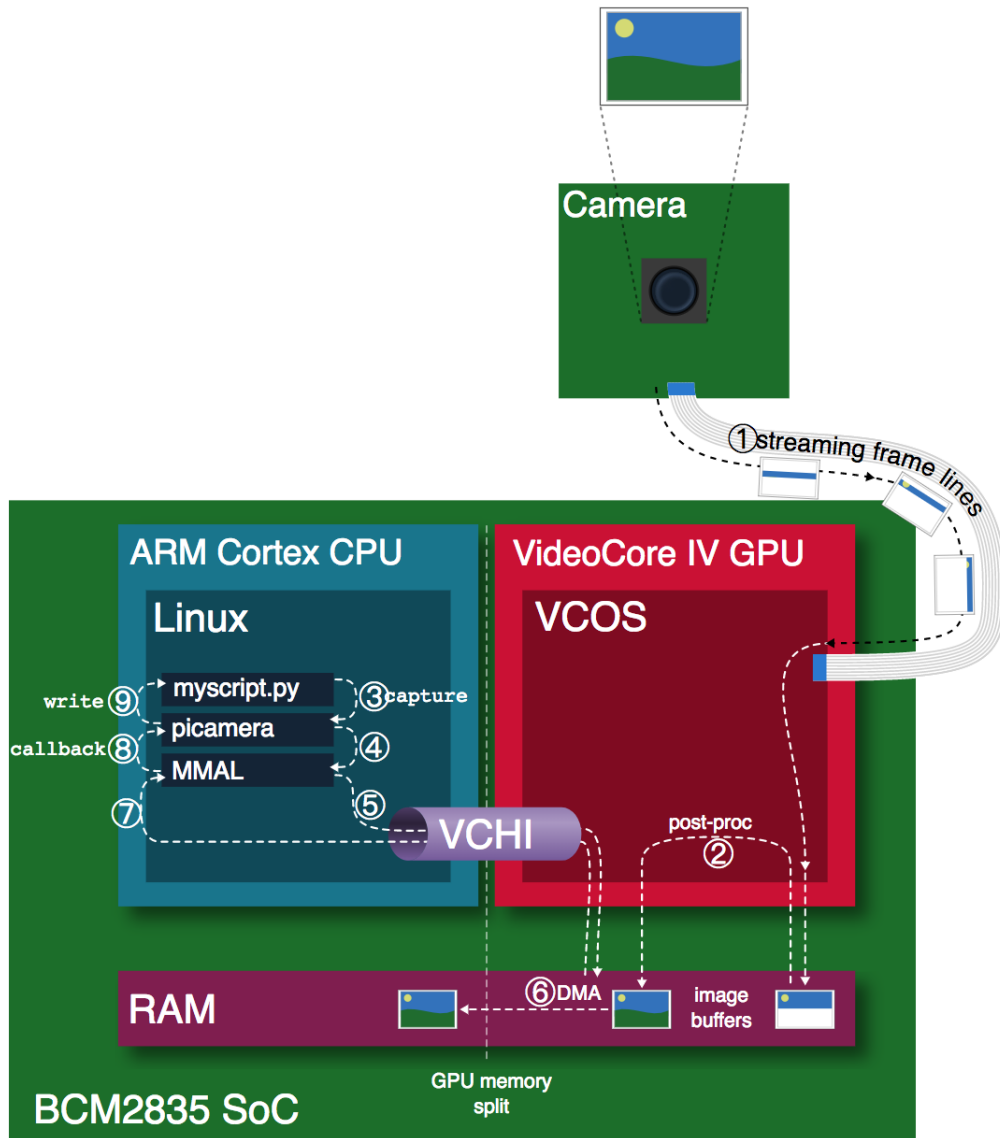 Camera
①streaming frame lines
ARM Cortex CPU
VideoCore IV GPU
Linux
VCOS
write ⑨
myscript.py
③capture
picamera
callback ⑧
④
MMAL
⑦
⑤
VCHI
post-proc
②
RAM
⑥DMA
image
buffers
GPU memory
split
BCM2835 SoC